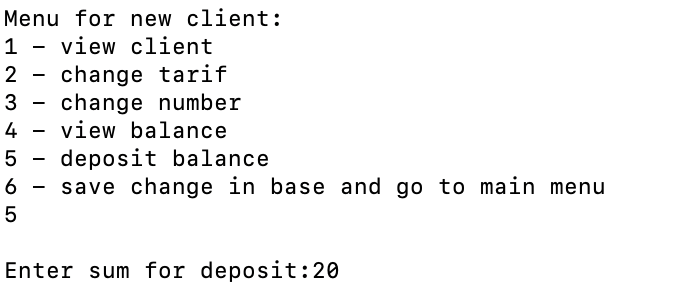 Menu for new client:
1 – view client
2 – change tarif
3 – change number
4 – view balance
5 – deposit balance
6 – save change in base and go to main menu
5
Enter sum for deposit:20